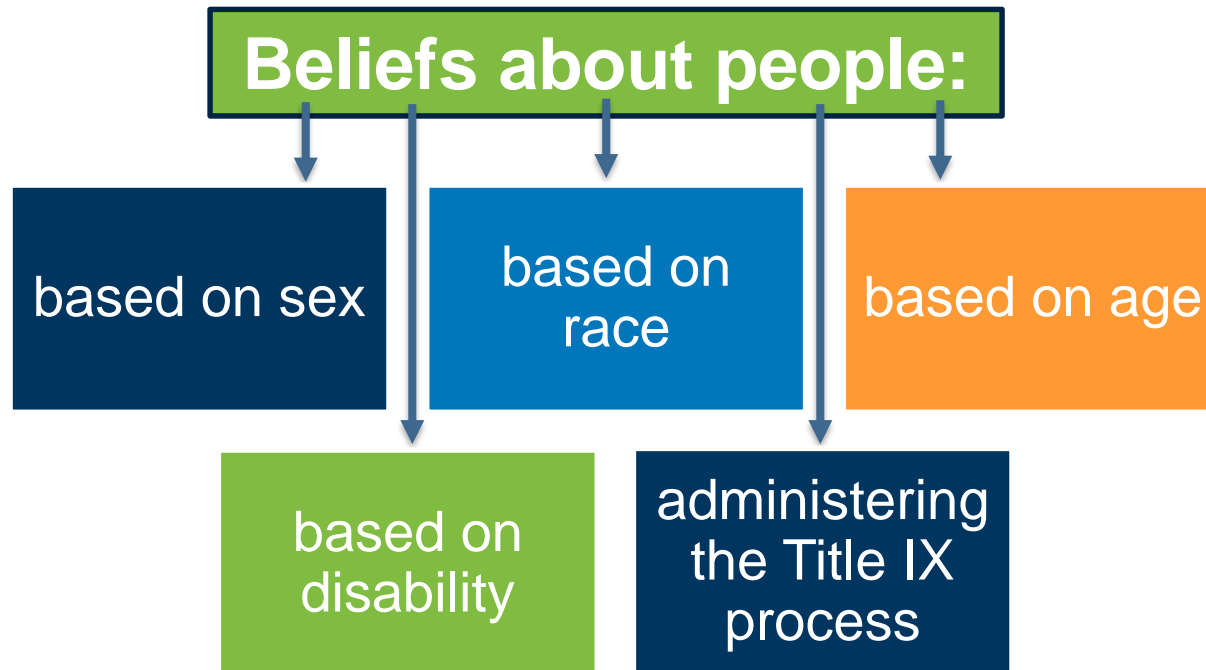 Beliefs about people:
based on sex
based on
race
based on age
based on
disability
administering
the Title IX
process